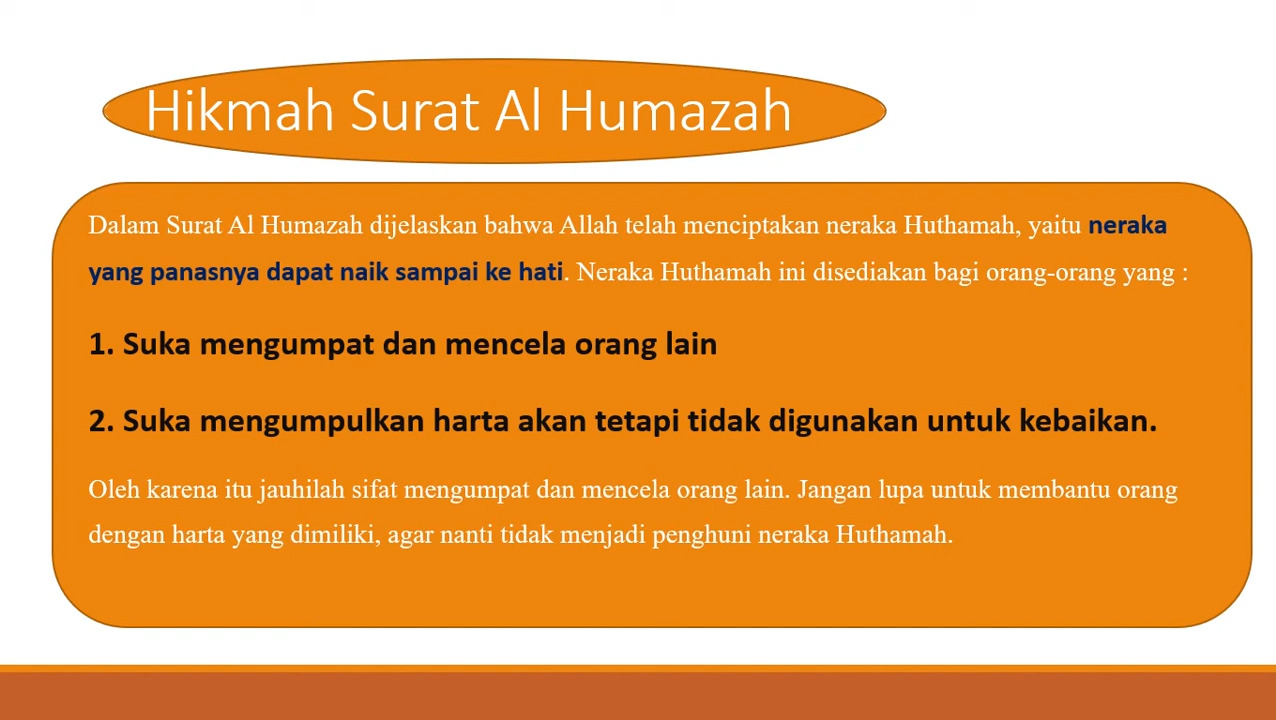 Hikmah Surat Al Humazah
Dalam Surat Al Humazah dijelaskan bahwa Allah telah menciptakan neraka Huthamah, yaitu neraka
yang panasnya dapat naik sampai ke hati. Neraka Huthamah ini disediakan bagi orang-orang yang :
1. Suka mengumpat dan mencela orang lain
2. Suka mengumpulkan harta akan tetapi tidak digunakan untuk kebaikan.
Oleh karena itu jauhilah sifat mengumpat dan mencela orang lain. Jangan lupa untuk membantu orang
dengan harta yang dimiliki, agar nanti tidak menjadi penghuni neraka Huthamah.